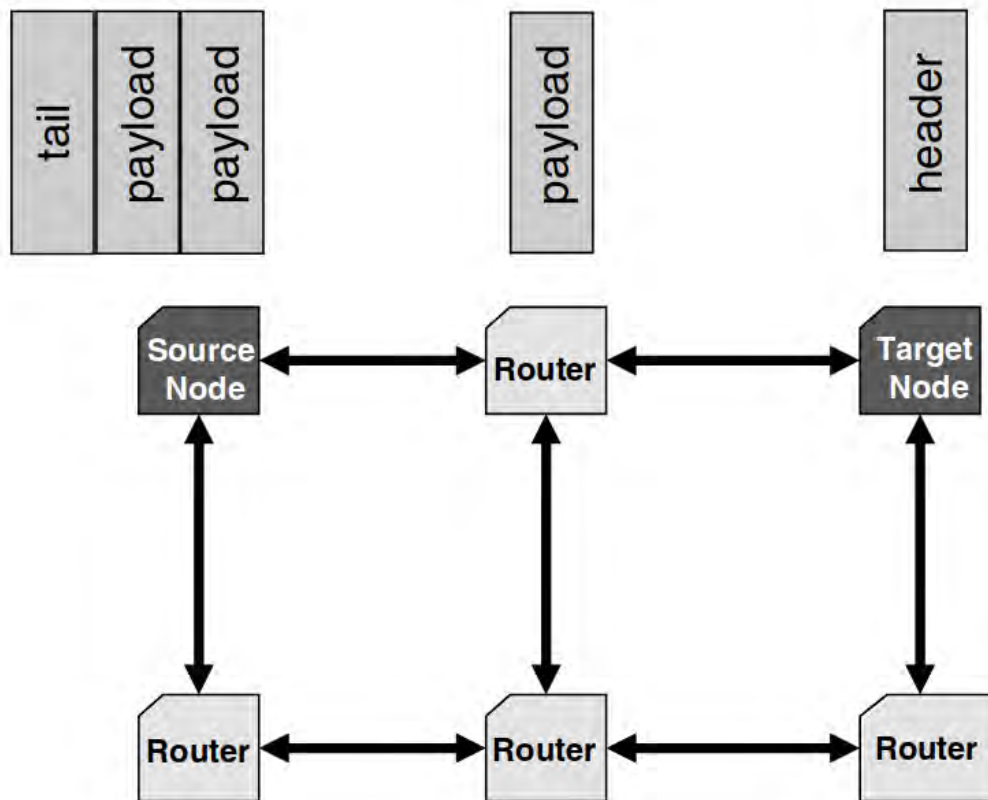 tail
payload
payload
payload
header
Source
Node
Router
Target
Node
Router
Router
Router